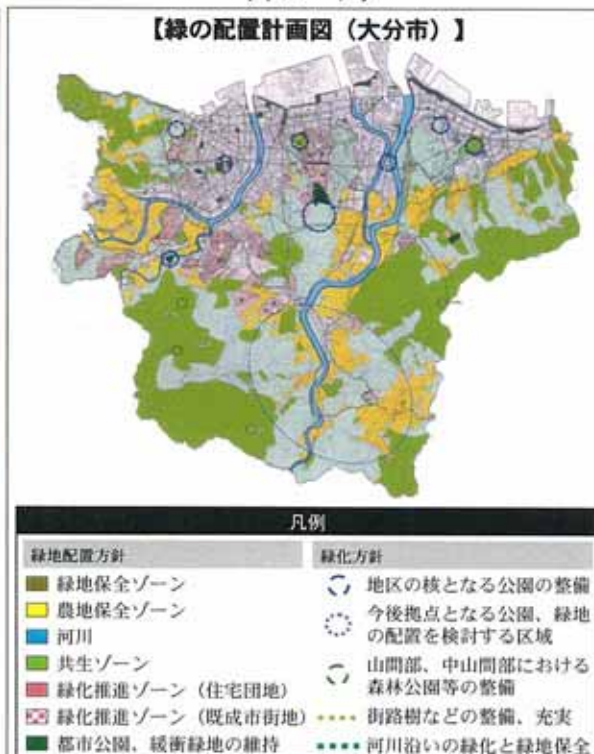 【緑の配置計画図（大分市）】
凡例
緑地配置方針
緑地保全ゾーン
農地保全ゾーン
河川
共生ゾーン
緑化推進ゾーン（住宅団地）
緑化推進ゾーン（既成市街地）
都市公園、緩衝緑地の維持
緑化方針
地区の核となる公園の整備
今後拠点となる公園、緑地
の配置を検討する区域
山間部、中山間部における
森林公園等の整備
街路樹などの整備、充実
河川沿いの緑化と緑地保全